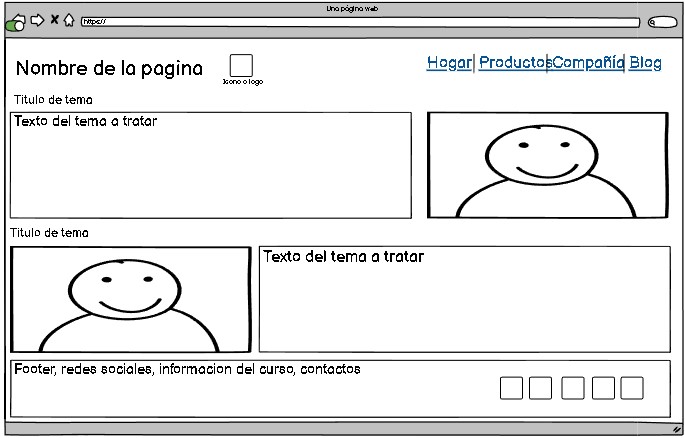 Una página web
https://
Nombre de la pagina
Icono o logo
Hogar| Productos|Compañía| Blog
Titulo de tema
Texto del tema a tratar
Titulo de tema
Texto del tema a tratar
Footer, redes sociales, informacion del curso, contactos